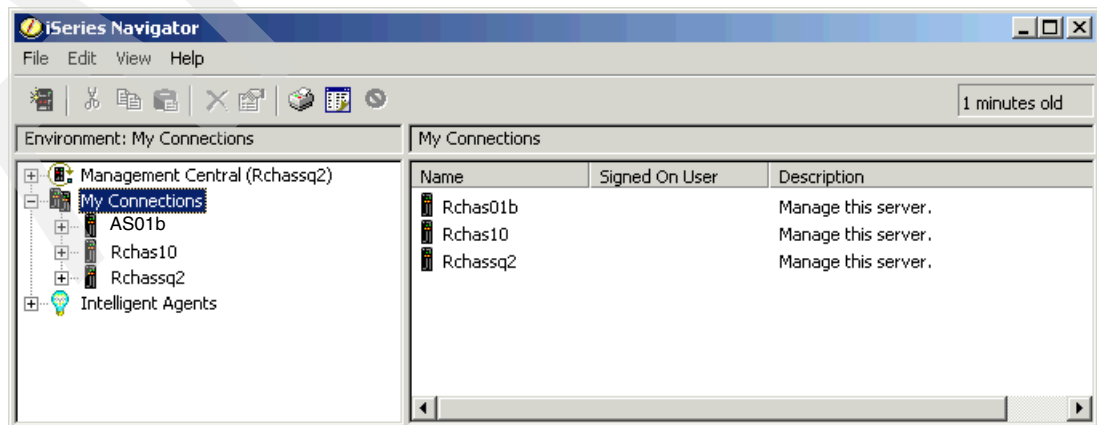 iSeries Navigator
File Edit View Help
1 minutes old
Environment: My Connections
My Connections
Management Central (Rchassq2)
My Connections
AS01b
Rchas10
Rchassq2
Intelligent Agents
Name Signed On User Description
Rchas01b Manage this server.
Rchas10 Manage this server.
Rchassq2 Manage this server.